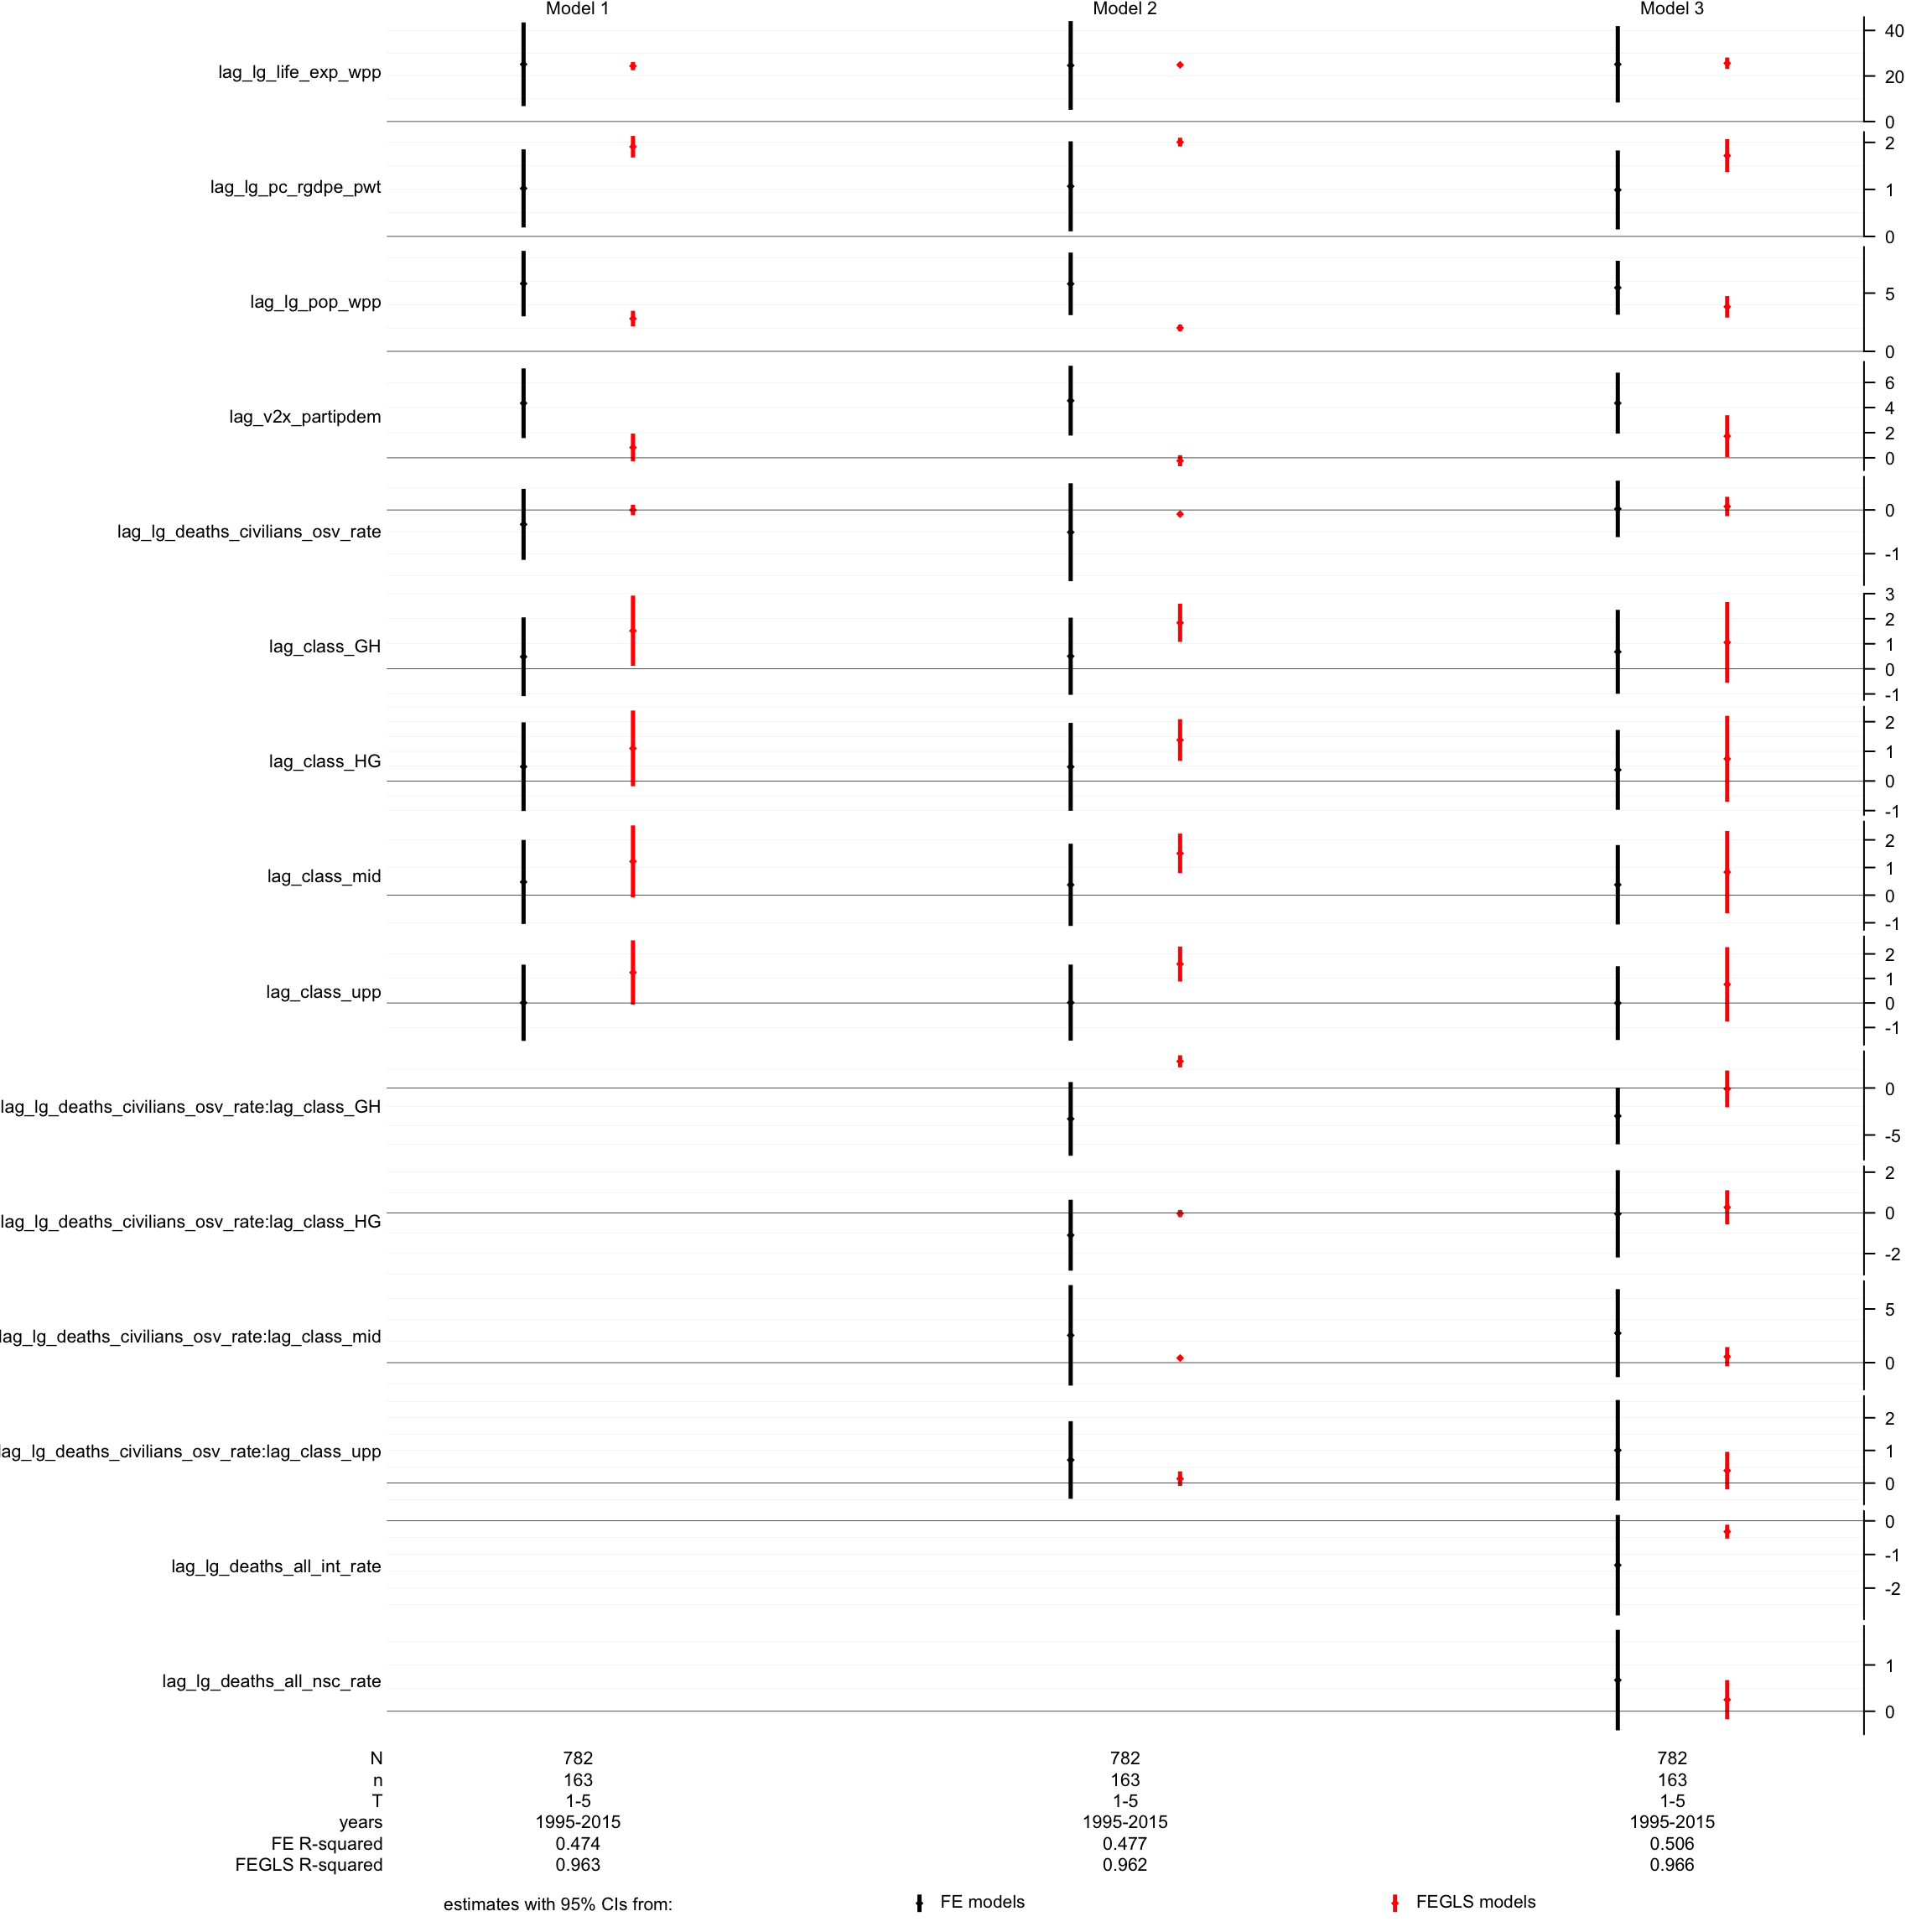 Model 1 Model 2 Model 3
lag_lg_life_exp_wpp
40
20
0
lag_lg_pc_rgdpe_pwt
2
1
0
lag_lg_pop_wpp
5
0
lag_v2x_partipdem
6
4
2
0
lag_lg_deaths_civilians_osv_rate
0
-1
lag_class_GH
3
2
1
0
-1
lag_class_HG
2
1
0
-1
lag_class_mid
2
1
0
-1
lag_class_upp
2
1
0
-1
lag_lg_deaths_civilians_osv_rate:lag_class_GH
0
-5
lag_lg_deaths_civilians_osv_rate:lag_class_HG
2
0
-2
lag_lg_deaths_civilians_osv_rate:lag_class_mid
5
0
lag_lg_deaths_civilians_osv_rate:lag_class_upp
2
1
0
lag_lg_deaths_all_int_rate
0
-1
-2
lag_lg_deaths_all_nsc_rate
1
0
N 782 782 782
n 163 163 163
T 1-5 1-5 1-5
years 1995-2015 1995-2015 1995-2015
FE R-squared 0.474 0.477 0.506
FEGLS R-squared 0.963 0.962 0.966
estimates with 95% CIs from: FE models FEGLS models